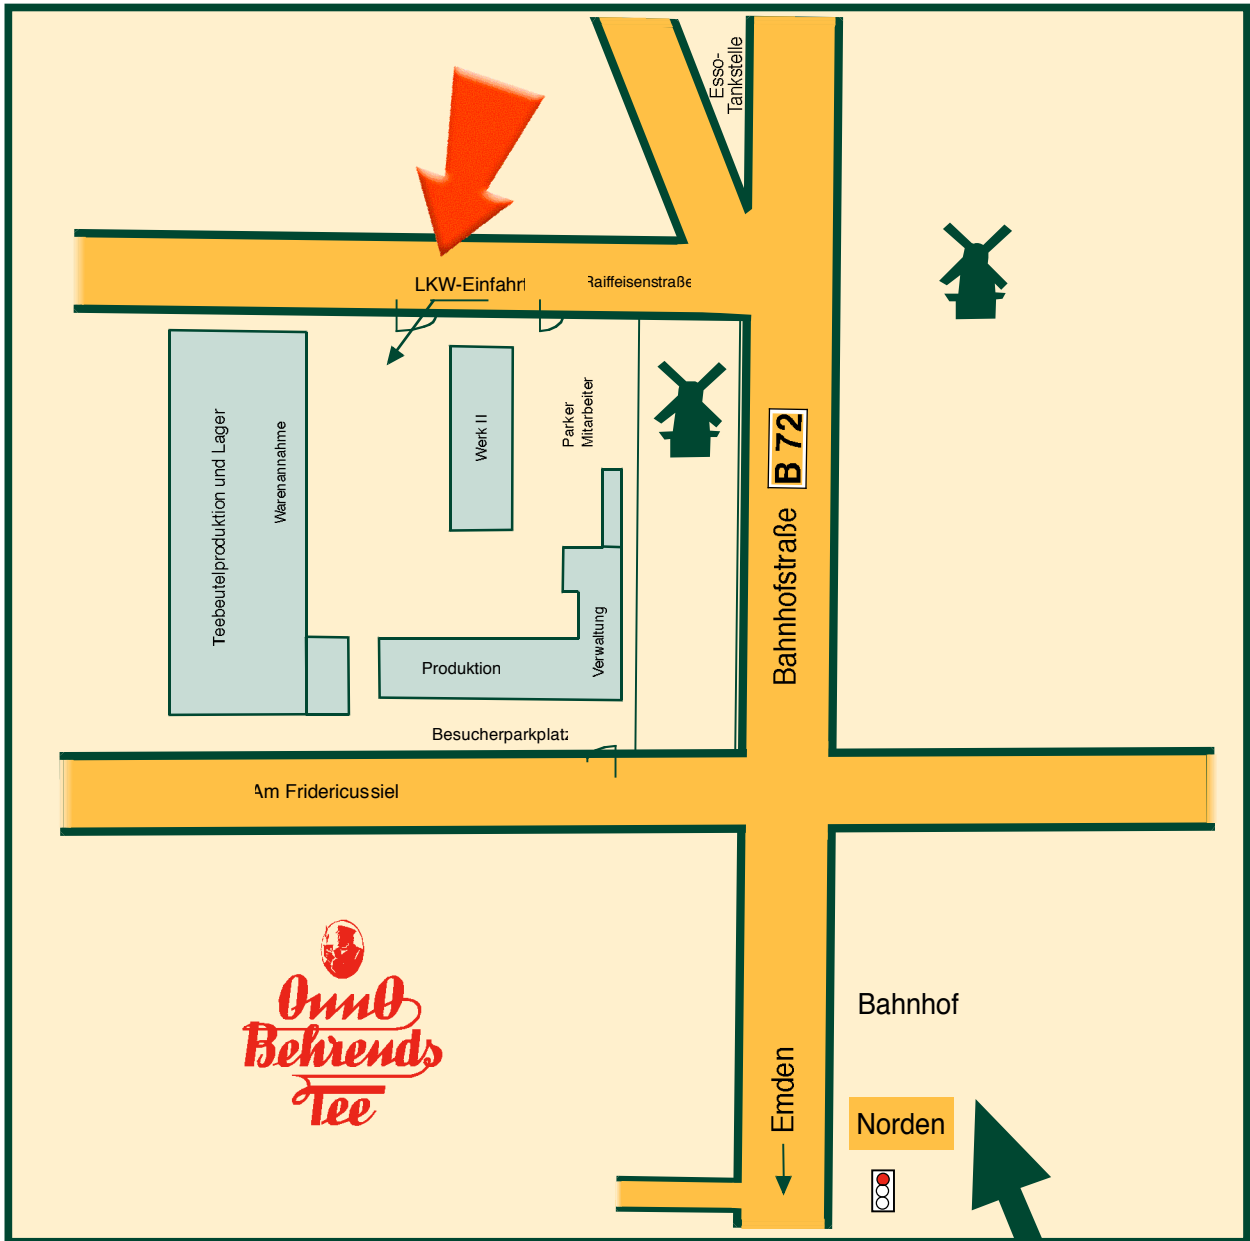 Esso-
Tankstelle
LKW-Einfahrt
Raiffeisenstraße
Teebeutelproduktion und Lager
Warenannahme
Werk II
Parker
Mitarbeiter
B 72
Bahnhofstraße
Verwaltung
Produktion
Besucherparkplatz
Am Fridericussiel
OnnO
Behrends
Tee
Bahnhof
Emden
Norden